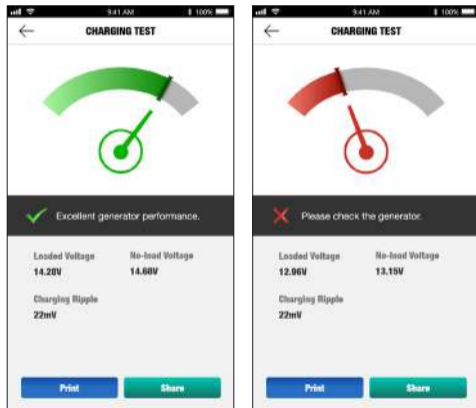 9:41 AM
100%
CHARGING TEST
Excellent generator performance.
Loaded Voltage
No-load Voltage
14.28V
14.68V
Charging Ripple
22mV
Print
Share
9:41 AM
100%
CHARGING TEST
Please check the generator.
Loaded Voltage
No-load Voltage
12.96V
13.15V
Charging Ripple
22mV
Print
Share